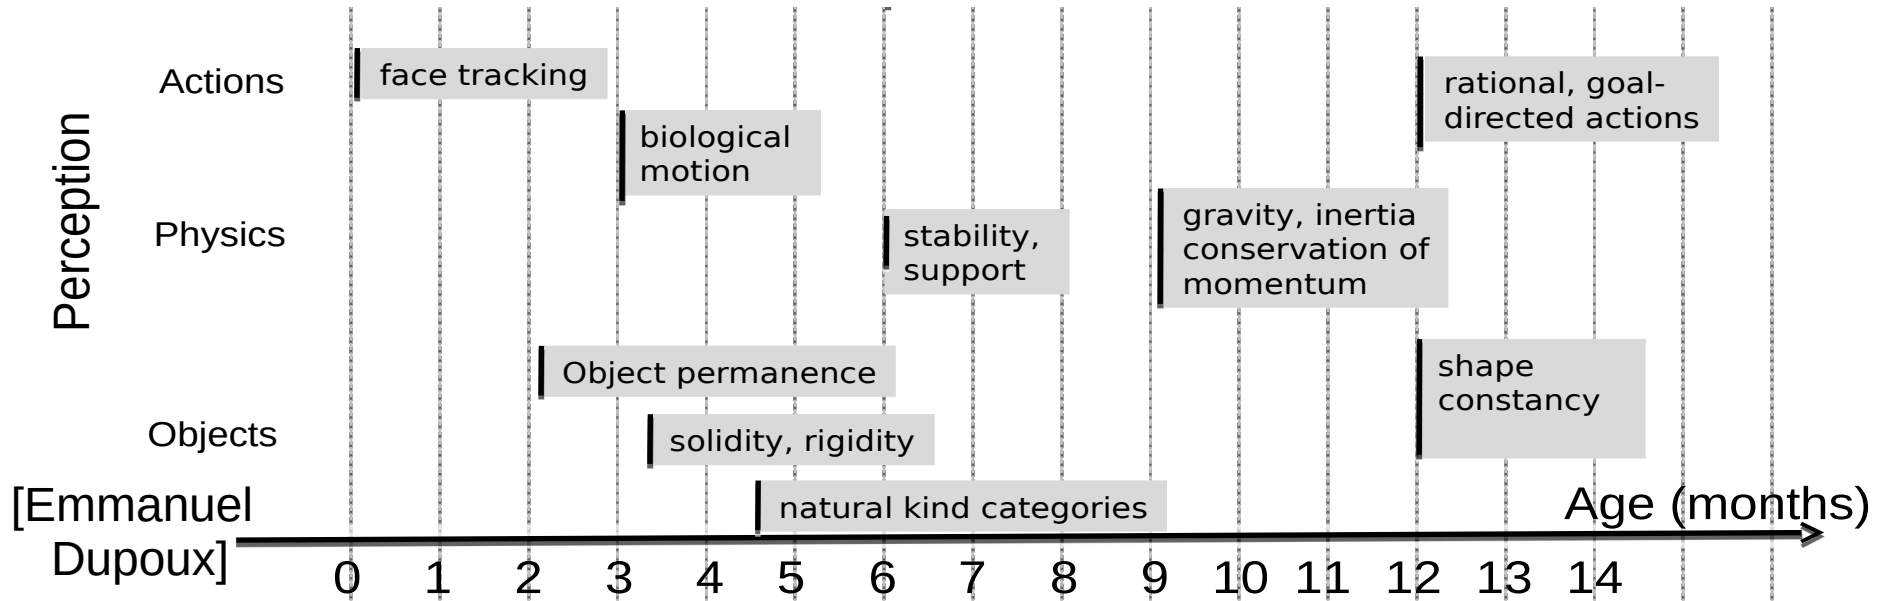 Perception
Actions
face tracking
biological
motion
rational, goal-
directed actions
Physics
stability,
support
gravity, inertia
conservation of
momentum
Objects
Object permanence
solidity, rigidity
natural kind categories
shape
constancy
[Emmanuel
Dupoux]
Age (months)
0 1 2 3 4 5 6 7 8 9 10 11 12 13 14